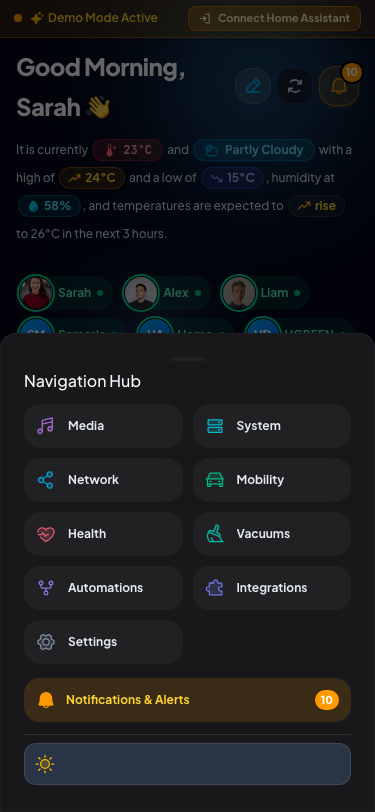 Demo Mode Active
Connect Home Assistant
Good Morning,
10
Sarah 👋
It is currently 23°C and Partly Cloudy with a
high of 24°C and a low of 15°C , humidity at
58% , and temperatures are expected to rise
to 26°C in the next 3 hours.
Sarah Alex Liam
Navigation Hub
Media System
Network Mobility
Health Vacuums
Automations Integrations
Settings
Notifications & Alerts 10